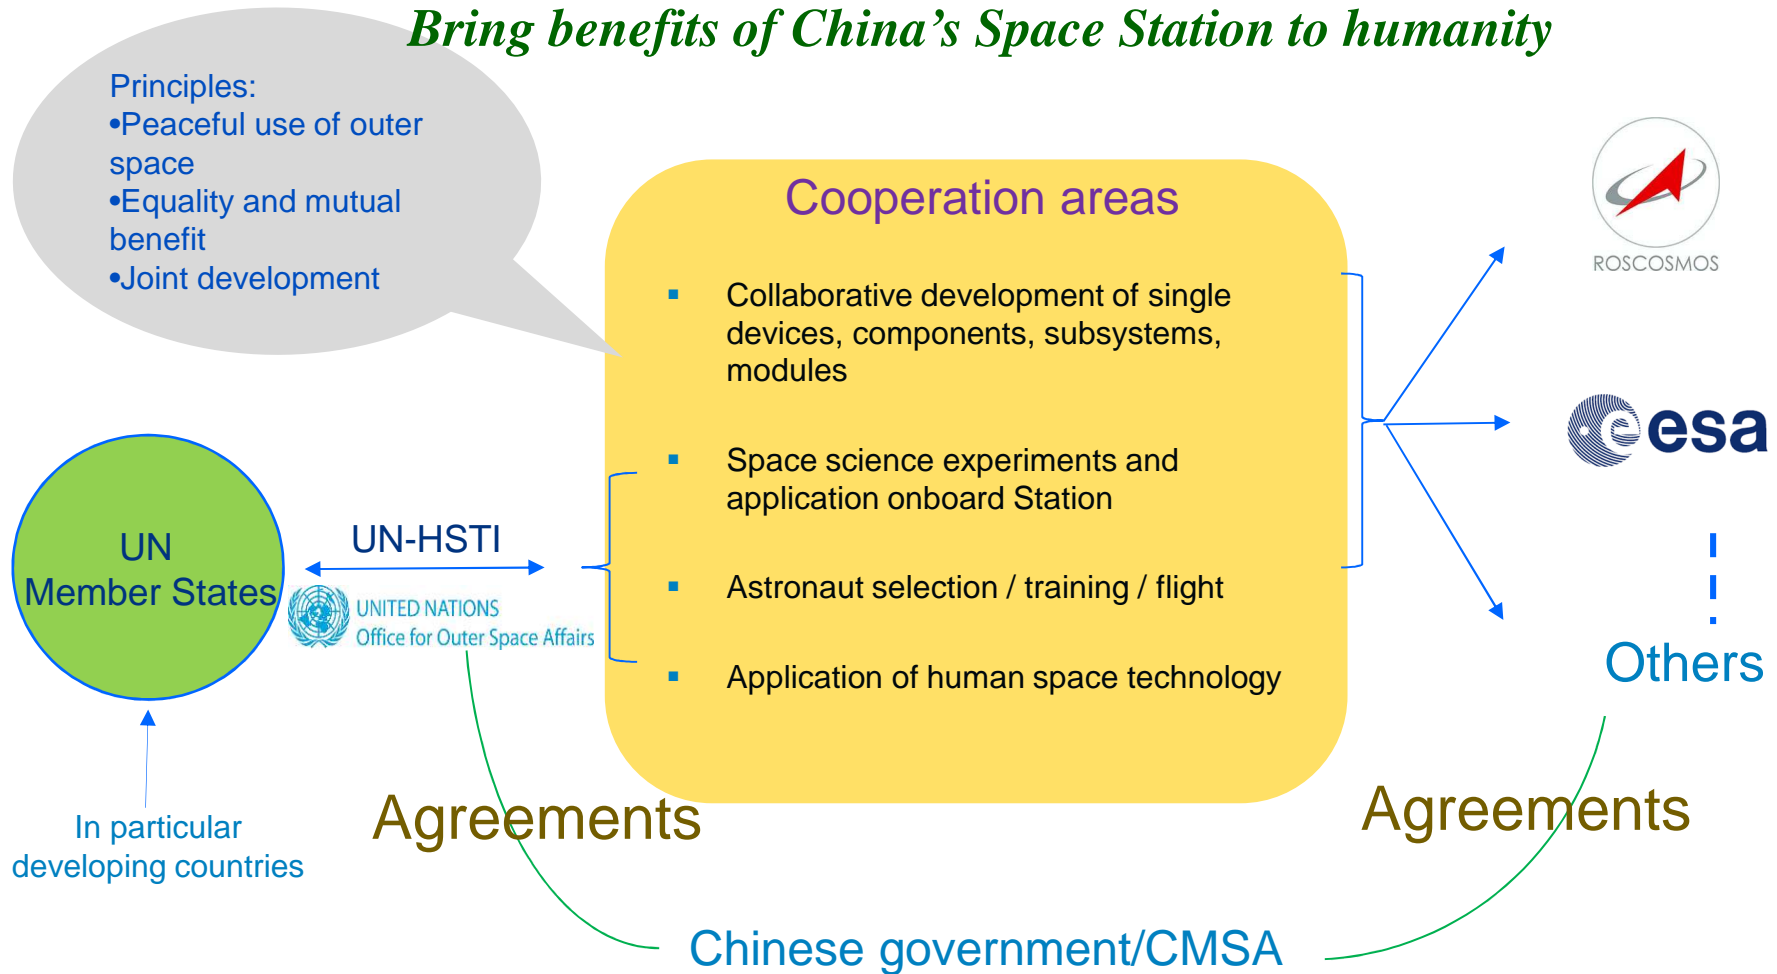 Bring benefits of China’s Space Station to humanity
Principles:
•Peaceful use of outer
space
•Equality and mutual
benefit
•Joint development
Cooperation areas
▪ Collaborative development of single
devices, components, subsystems,
modules
▪ Space science experiments and
application onboard Station
▪ Astronaut selection / training / flight
▪ Application of human space technology
UN
Member States
UN-HSTI
UNITED NATIONS
Office for Outer Space Affairs
In particular
developing countries
ROSCOSMOS
esa
Others
Agreements
Agreements
Chinese government/CMSA